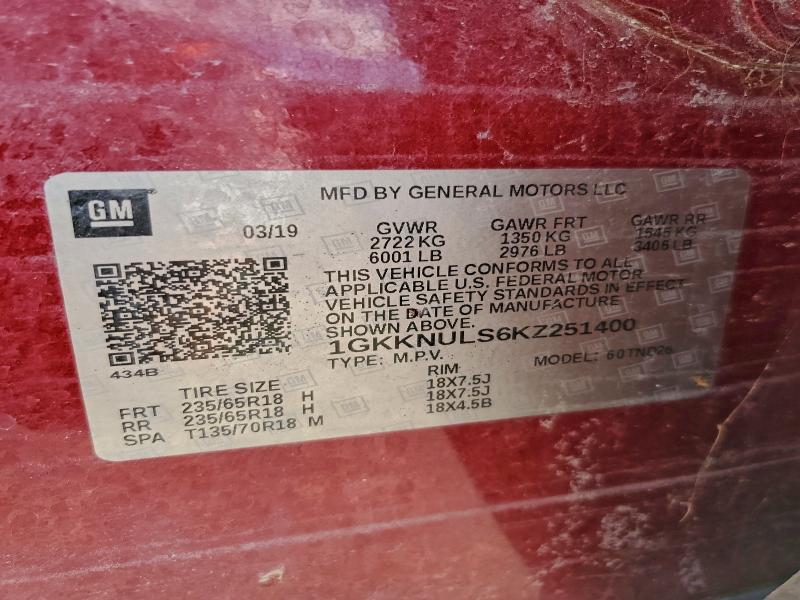 GM
MFD BY GENERAL MOTORS LLC
03/19
GVWR
2722 KG
6001 LB
GAWR FRT
1350 KG
2976 LB
GAWR RR
1545 KG
3406 LB
THIS VEHICLE CONFORMS TO ALL
APPLICABLE U.S. FEDERAL MOTOR
VEHICLE SAFETY STANDARDS IN EFFECT
ON THE DATE OF MANUFACTURE
SHOWN ABOVE.
1GKKNULS6KZ251400
TYPE: M.P.V.
MODEL: 60TND26
434B
TIRE SIZE
RIM
FRT 235/65R18 H 18X7.5J
RR 235/65R18 H 18X7.5J
SPA T135/70R18 M 18X4.5B